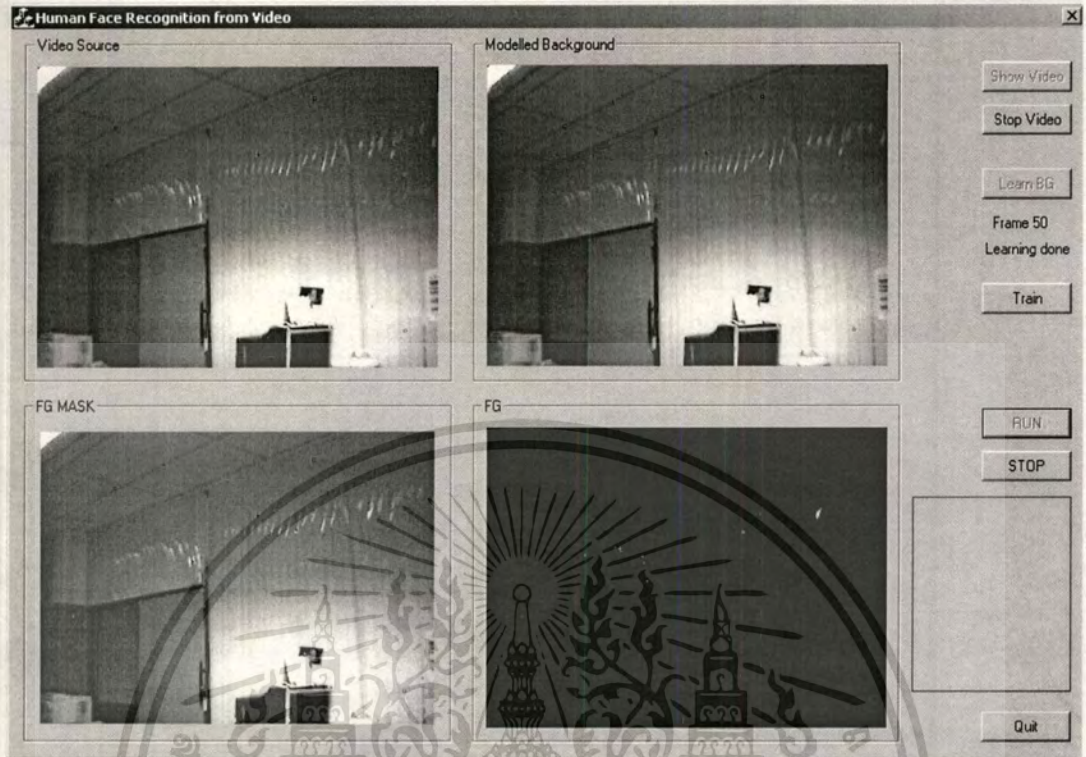 Human Face Recognition from Video
Video Source
Modelled Background
Show Video
Stop Video
Learn BG
Frame 50
Learning done
Train
FG MASK
FG
RUN
STOP
Quit